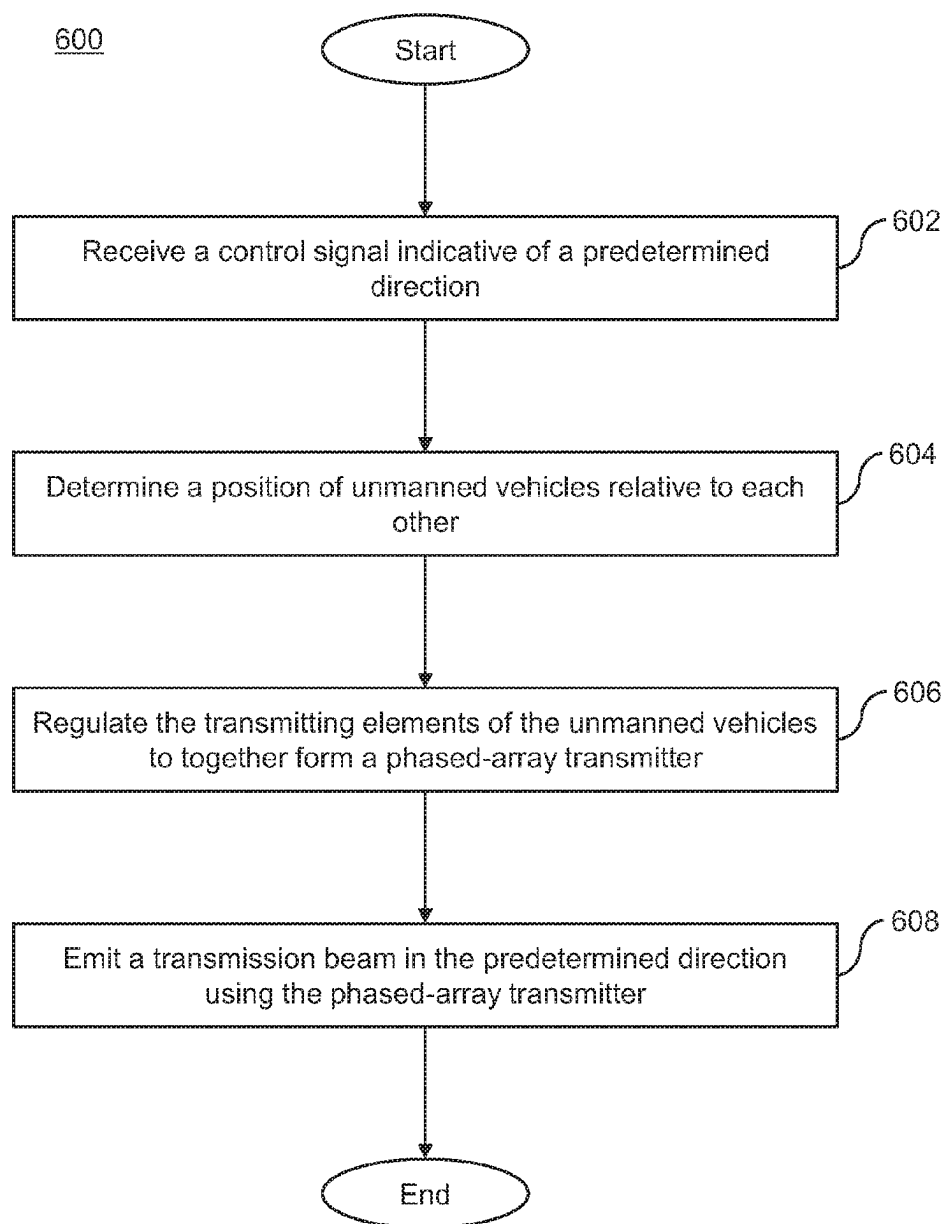 600
Start
602
Receive a control signal indicative of a predetermined
direction
604
Determine a position of unmanned vehicles relative to each
other
606
Regulate the transmitting elements of the unmanned vehicles
to together form a phased-array transmitter
608
Emit a transmission beam in the predetermined direction
using the phased-array transmitter
End